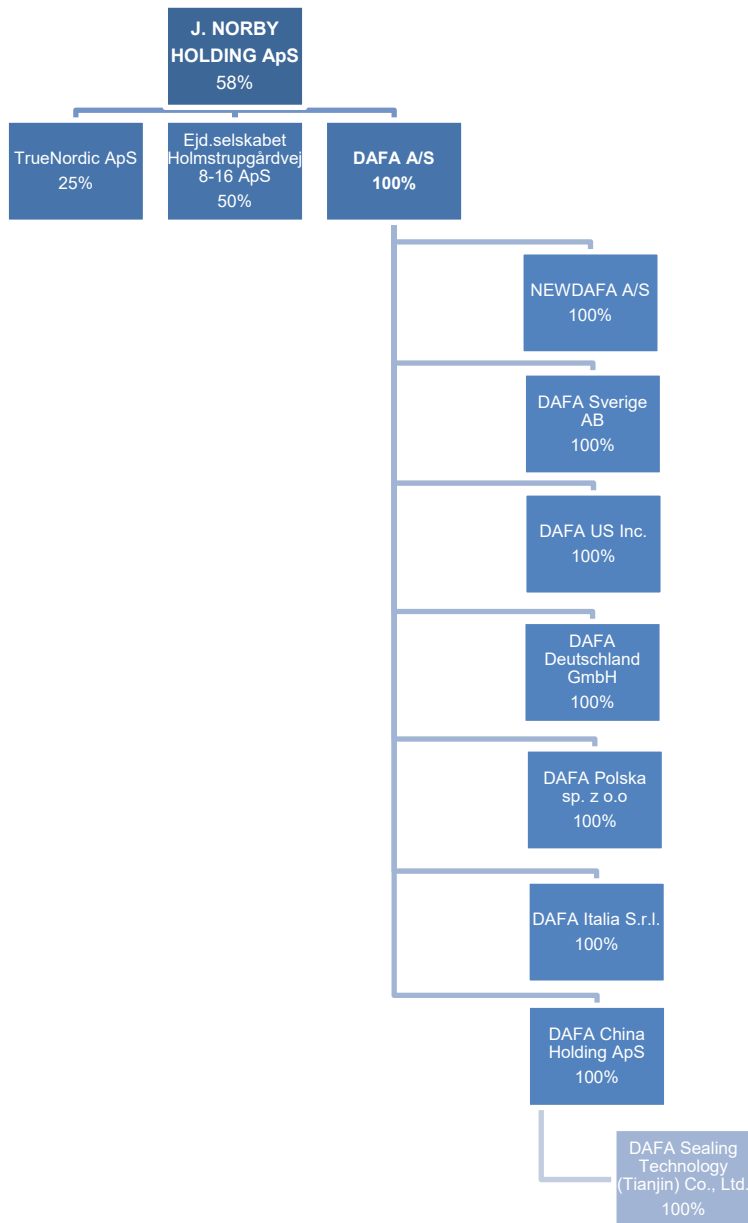 J. NORBY
HOLDING ApS
58%
TrueNordic ApS
25%
Ejd.selskabet
Holmstrupgårdvej
8-16 ApS
50%
DAFA A/S
100%
NEWDAFA A/S
100%
DAFA Sverige
AB
100%
DAFA US Inc.
100%
DAFA
Deutschland
GmbH
100%
DAFA Polska
sp. z o.o
100%
DAFA Italia S.r.l.
100%
DAFA China
Holding ApS
100%
DAFA Sealing
Technology
(Tianjin) Co., Ltd.
100%